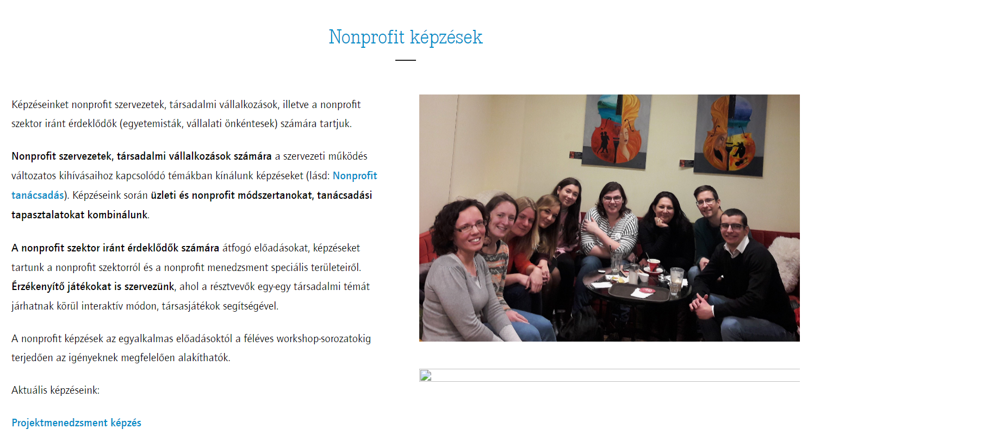 Nonprofit képzések
Képzéseinket nonprofit szervezetek, társadalmi vállalkozások, illetve a nonprofit
szektor iránt érdeklődők (egyetemisták, vállalati önkéntesek) számára tartjuk.
Nonprofit szervezetek, társadalmi vállalkozások számára a szervezeti működés
változatos kihívásaihoz kapcsolódó témákban kínálunk képzéseket (lásd: Nonprofit
tanácsadás). Képzéseink során üzleti és nonprofit módszertanokat, tanácsadási
tapasztalatokat kombinálunk.
A nonprofit szektor iránt érdeklődők számára átfogó előadásokat, képzéseket
tartunk a nonprofit szektorról és a nonprofit menedzsment speciális területeiről.
Érzékenyítő játékokat is szervezünk, ahol a résztvevők egy-egy társadalmi témát
járhatnak körül interaktív módon, társasjátékok segítségével.
A nonprofit képzések az egyalkalmas előadásoktól a féléves workshop-sorozatokig
terjedően az igényeknek megfelelően alakíthatók.
Aktuális képzéseink:
Projektmenedzsment képzés